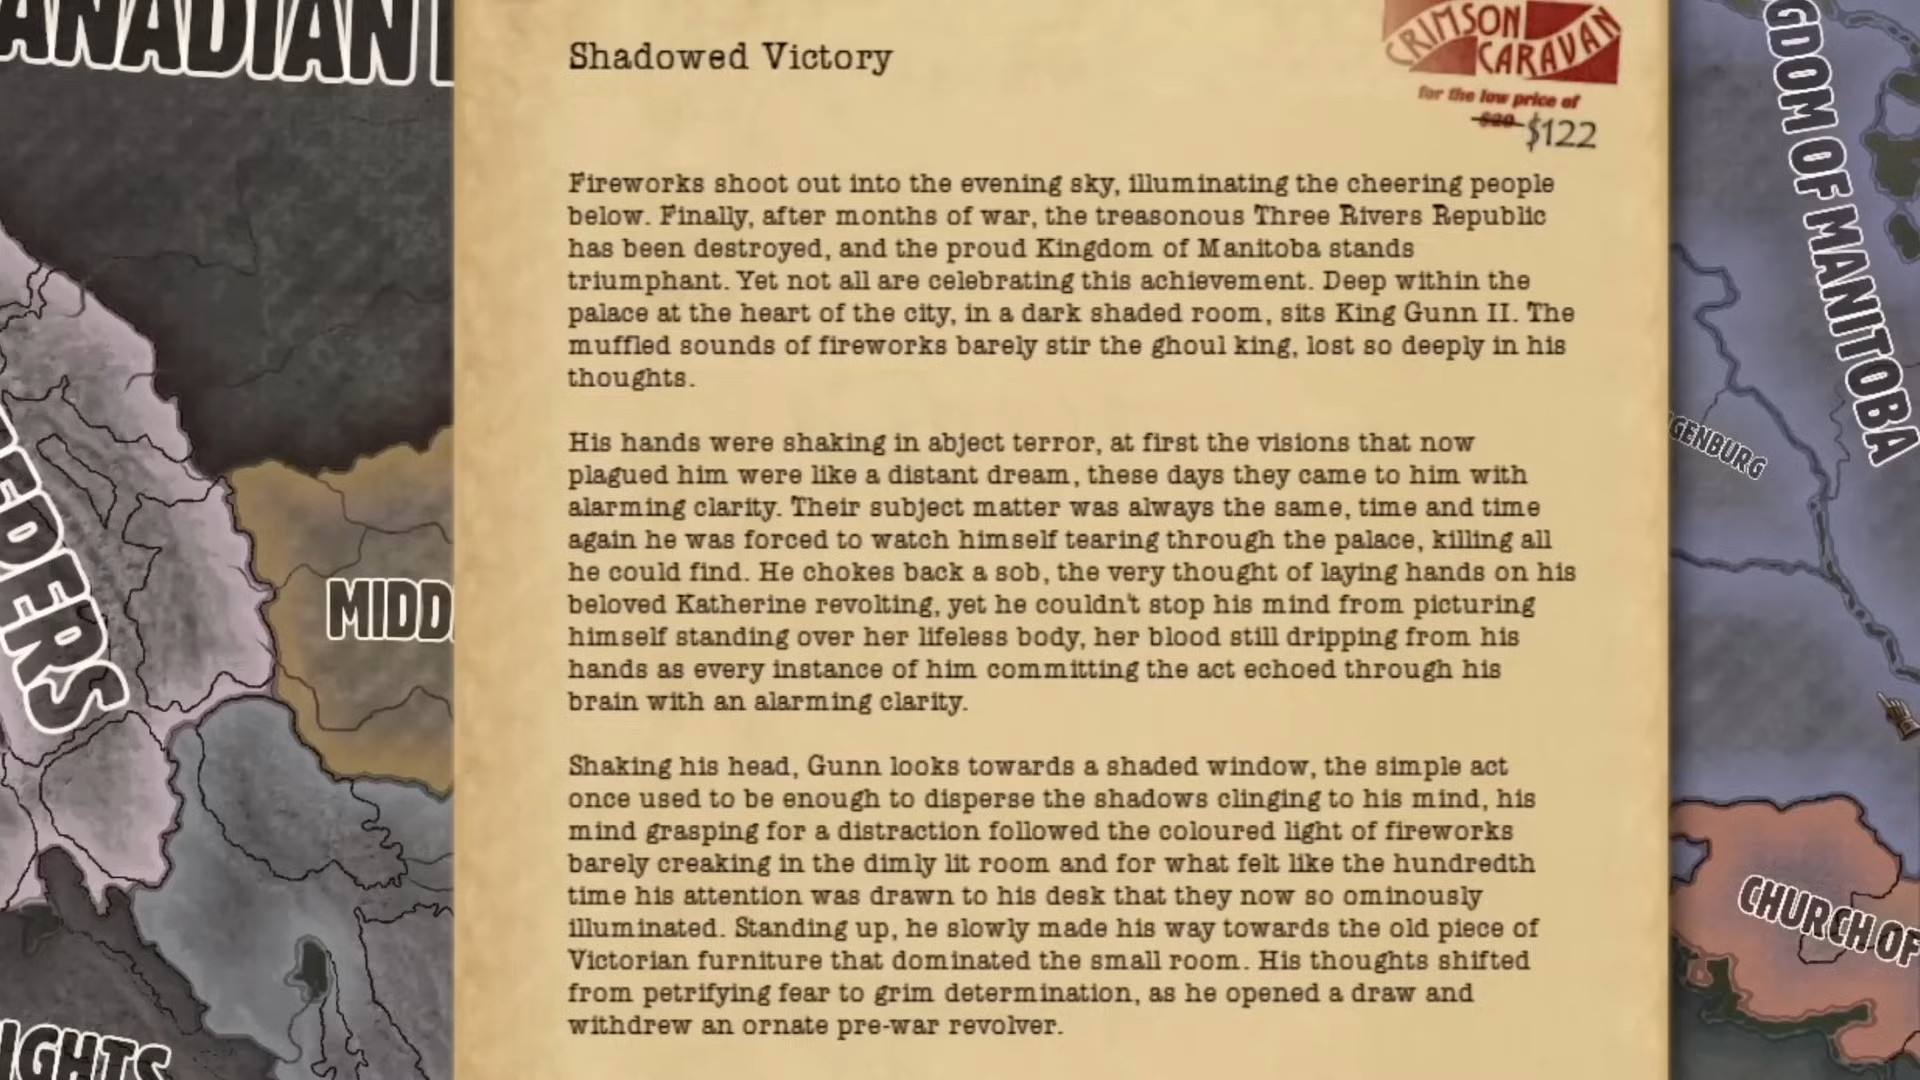 Shadowed Victory
CRIMSON
CARAVAN
for the low price of
$20 $122
Fireworks shoot out into the evening sky, illuminating the cheering people
below. Finally, after months of war, the treasonous Three Rivers Republic
has been destroyed, and the proud Kingdom of Manitoba stands
triumphant. Yet not all are celebrating this achievement. Deep within the
palace at the heart of the city, in a dark shaded room, sits King Gunn II. The
muffled sounds of fireworks barely stir the ghoul king, lost so deeply in his
thoughts.
His hands were shaking in abject terror, at first the visions that now
plagued him were like a distant dream, these days they came to him with
alarming clarity. Their subject matter was always the same, time and time
again he was forced to watch himself tearing through the palace, killing all
he could find. He chokes back a sob, the very thought of laying hands on his
beloved Katherine revolting, yet he couldn't stop his mind from picturing
himself standing over her lifeless body, her blood still dripping from his
hands as every instance of him committing the act echoed through his
brain with an alarming clarity.
Shaking his head, Gunn looks towards a shaded window, the simple act
once used to be enough to disperse the shadows clinging to his mind, his
mind grasping for a distraction followed the coloured light of fireworks
barely creaking in the dimly lit room and for what felt like the hundredth
time his attention was drawn to his desk that they now so ominously
illuminated. Standing up, he slowly made his way towards the old piece of
Victorian furniture that dominated the small room. His thoughts shifted
from petrifying fear to grim determination, as he opened a draw and
withdrew an ornate pre-war revolver.
ANADIAN
EDERS
MIDD
IGHTS
GDOM OF MANITOBA
GENBURG
CHURCH OF